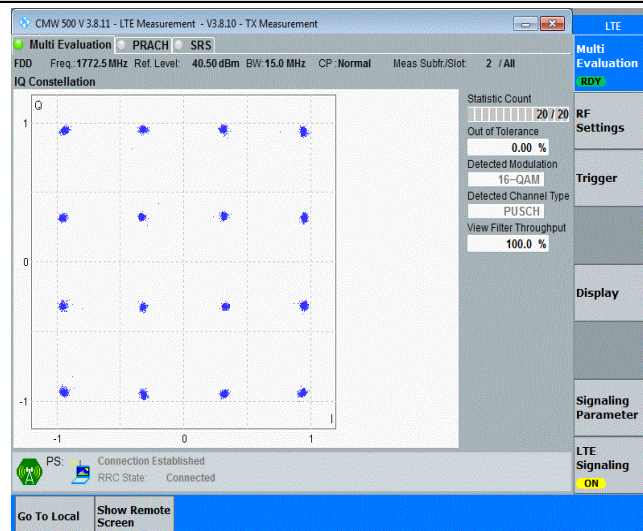 CMW 500 V 3.8.11 - LTE Measurement - V3.8.10 - TX Measurement
LTE
Multi Evaluation PRACH SRS
Multi
Evaluation
RDY
FDD Freq.:1772.5 MHz Ref. Level: 40.50 dBm BW:15.0 MHz CP:Normal Meas Subfr./Slot: 2 / All
IQ Constellation
Q
1
0
-1
-1
0
1
I
Statistic Count
20 / 20
Out of Tolerance
0.00 %
Detected Modulation
16-QAM
Detected Channel Type
PUSCH
View Filter Throughput
100.0 %
RF
Settings
Trigger
Display
Signaling
Parameter
LTE
Signaling
ON
PS: Connection Established
RRC State: Connected
Go To Local
Show Remote
Screen